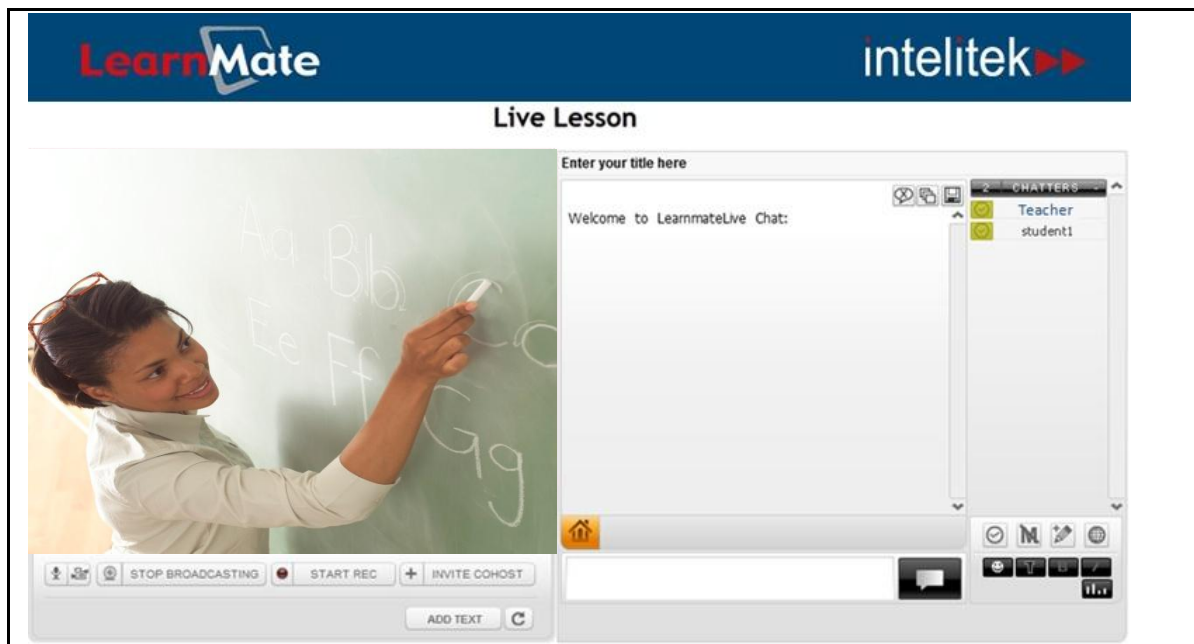 LearnMate
intelitek
Live Lesson
Enter your title here
2 CHATTERS -
Welcome to LearnmateLive Chat:
Teacher
student1
Aa Bb
Ee Ff
Gg
STOP BROADCASTING
START REC
+ INVITE COHOST
T B I
ADD TEXT